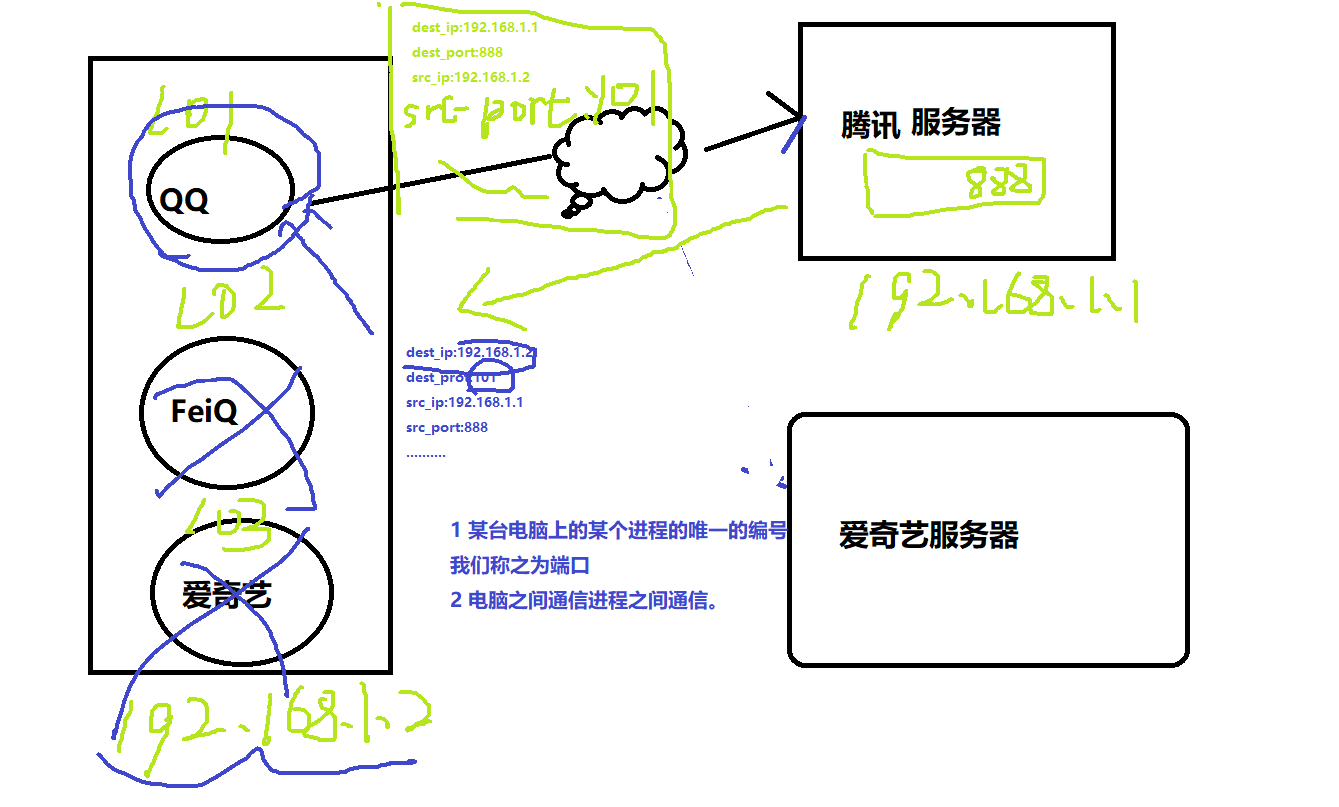 dest_ip:192.168.1.1
dest_port:888
src_ip:192.168.1.2
src-port:101
101
QQ
102
FeiQ
103
爱奇艺
192.168.1.2
腾讯 服务器
888
192.168.1.1
dest_ip:192.168.1.2
dest_prot:101
src_ip:192.168.1.1
src_port:888
..........
1 某台电脑上的某个进程的唯一的编号
我们称之为端口
2 电脑之间通信进程之间通信。
爱奇艺服务器